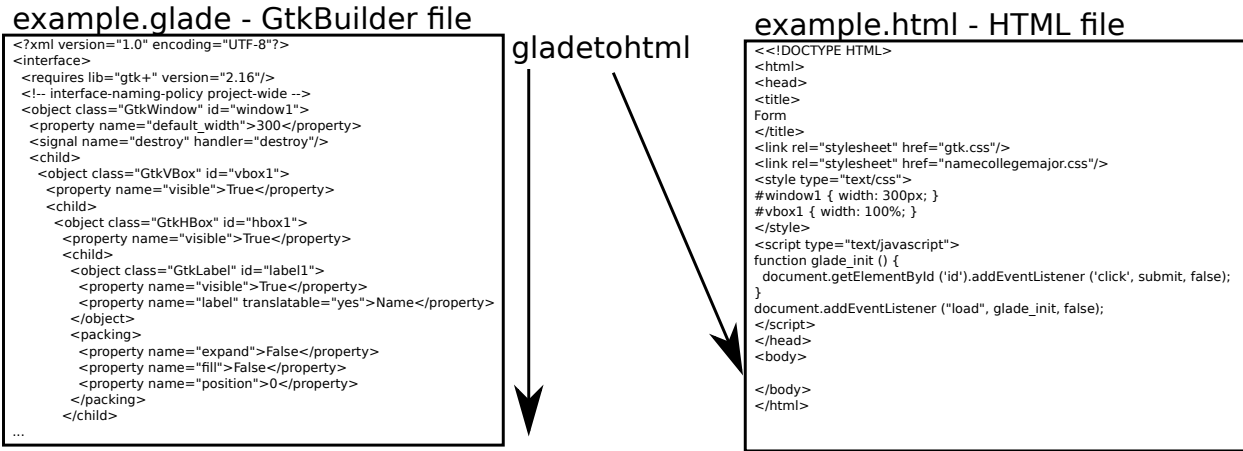 example.glade - GtkBuilder file
<?xml version="1.0" encoding="UTF-8"?>
<interface>
<requires lib="gtk+" version="2.16"/>
<!-- interface-naming-policy project-wide -->
<object class="GtkWindow" id="window1">
<property name="default_width">300</property>
<signal name="destroy" handler="destroy"/>
<child>
<object class="GtkVBox" id="vbox1">
<property name="visible">True</property>
<child>
<object class="GtkHBox" id="hbox1">
<property name="visible">True</property>
<child>
<object class="GtkLabel" id="label1">
<property name="visible">True</property>
<property name="label" translatable="yes">Name</property>
</object>
<packing>
<property name="expand">False</property>
<property name="fill">False</property>
<property name="position">0</property>
</packing>
</child>
...
gladetohtml
example.html - HTML file
<<!DOCTYPE HTML>
<html>
<head>
<title>
Form
</title>
<link rel="stylesheet" href="gtk.css"/>
<link rel="stylesheet" href="namecollegemajor.css"/>
<style type="text/css">
#window1 { width: 300px; }
#vbox1 { width: 100%; }
</style>
<script type="text/javascript">
function glade_init () {
document.getElementById ('id').addEventListener ('click', submit, false);
}
document.addEventListener ("load", glade_init, false);
</script>
</head>
<body>
</body>
</html>